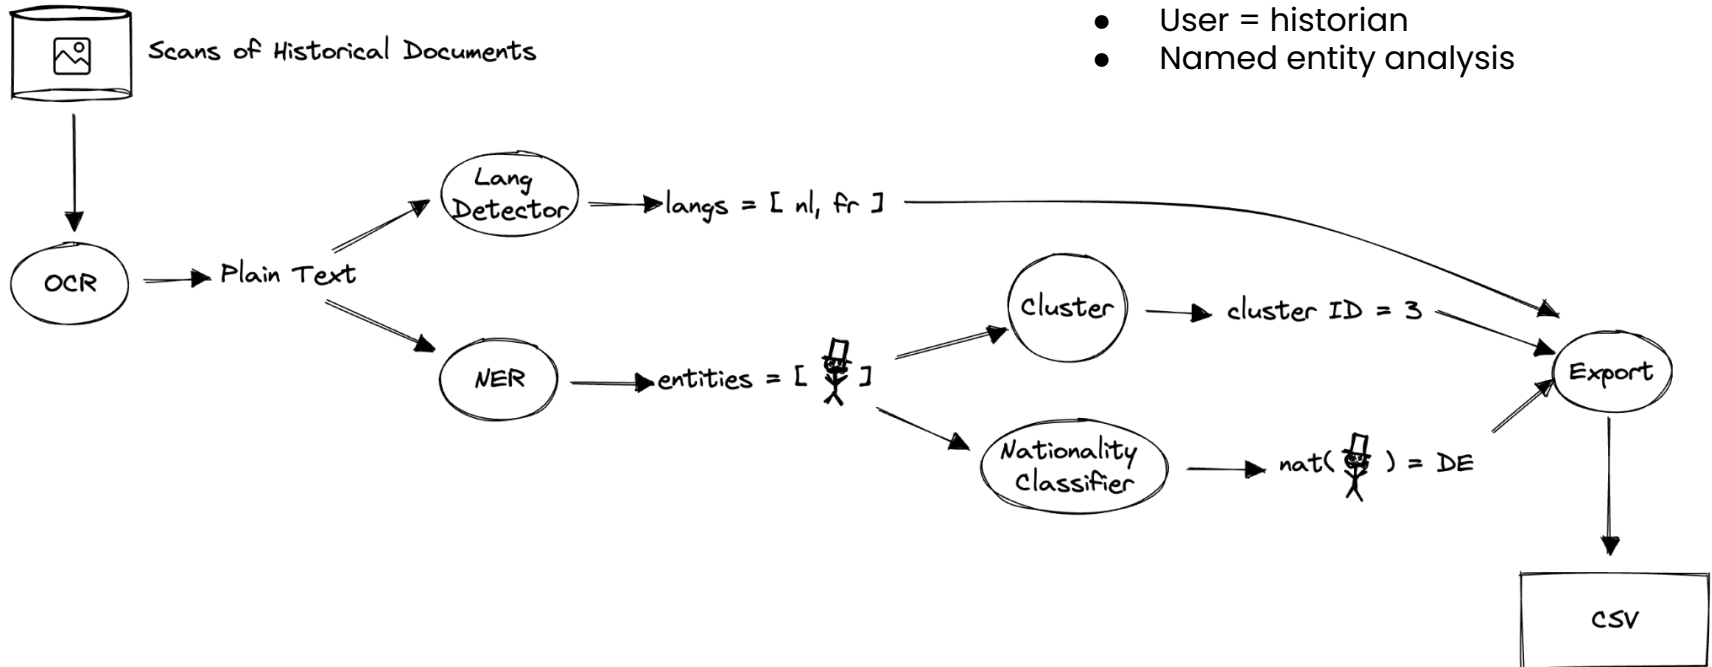 ● User = historian
● Named entity analysis
Scans of Historical Documents
Lang
Detector
langs = [ nl, fr ]
OCR
Plain Text
Cluster
cluster ID = 3
NER
entities = [ ]
Export
Nationality
Classifier
nat( ) = DE
CSV